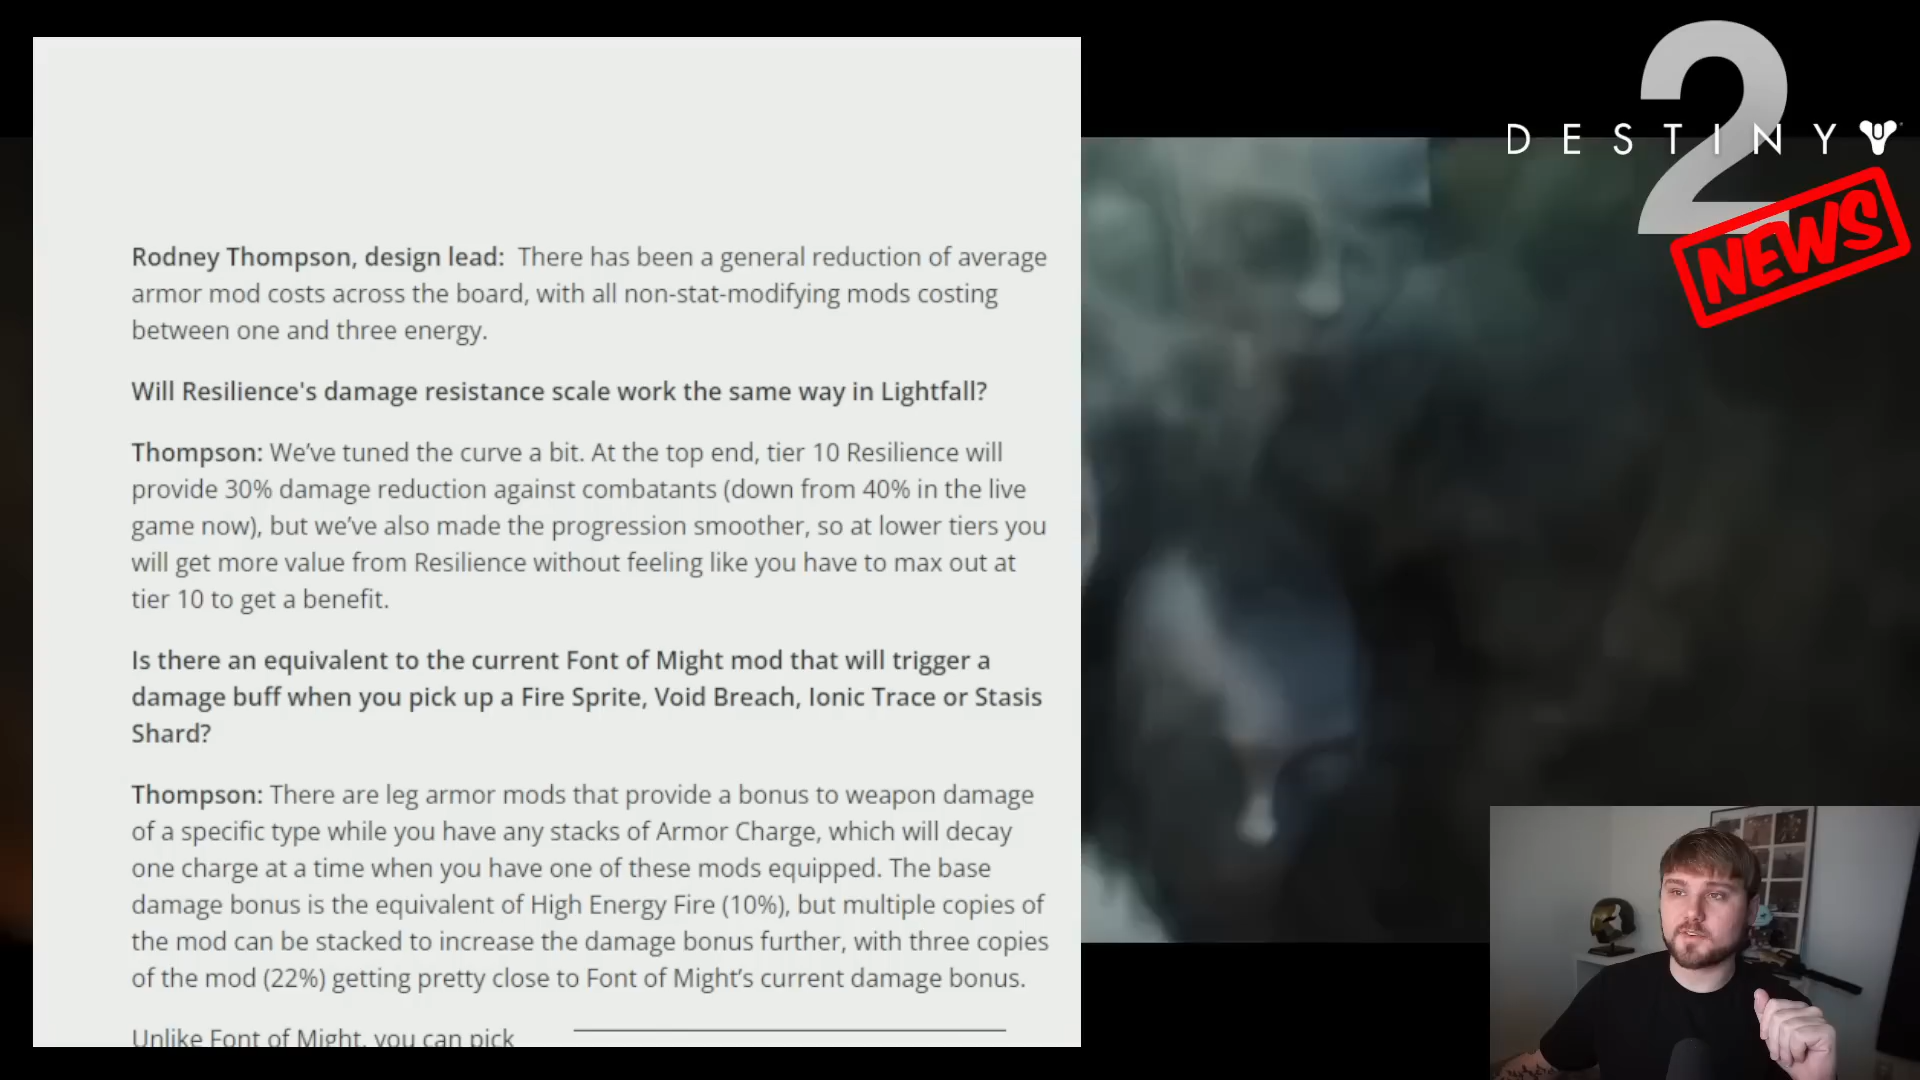 Rodney Thompson, design lead: There has been a general reduction of average
armor mod costs across the board, with all non-stat-modifying mods costing
between one and three energy.
Will Resilience's damage resistance scale work the same way in Lightfall?
Thompson: We've tuned the curve a bit. At the top end, tier 10 Resilience will
provide 30% damage reduction against combatants (down from 40% in the live
game now), but we've also made the progression smoother, so at lower tiers you
will get more value from Resilience without feeling like you have to max out at
tier 10 to get a benefit.
Is there an equivalent to the current Font of Might mod that will trigger a
damage buff when you pick up a Fire Sprite, Void Breach, Ionic Trace or Stasis
Shard?
Thompson: There are leg armor mods that provide a bonus to weapon damage
of a specific type while you have any stacks of Armor Charge, which will decay
one charge at a time when you have one of these mods equipped. The base
damage bonus is the equivalent of High Energy Fire (10%), but multiple copies of
the mod can be stacked to increase the damage bonus further, with three copies
of the mod (22%) getting pretty close to Font of Might's current damage bonus.
Unlike Font of Might, you can pick
2
DESTINY
NEWS